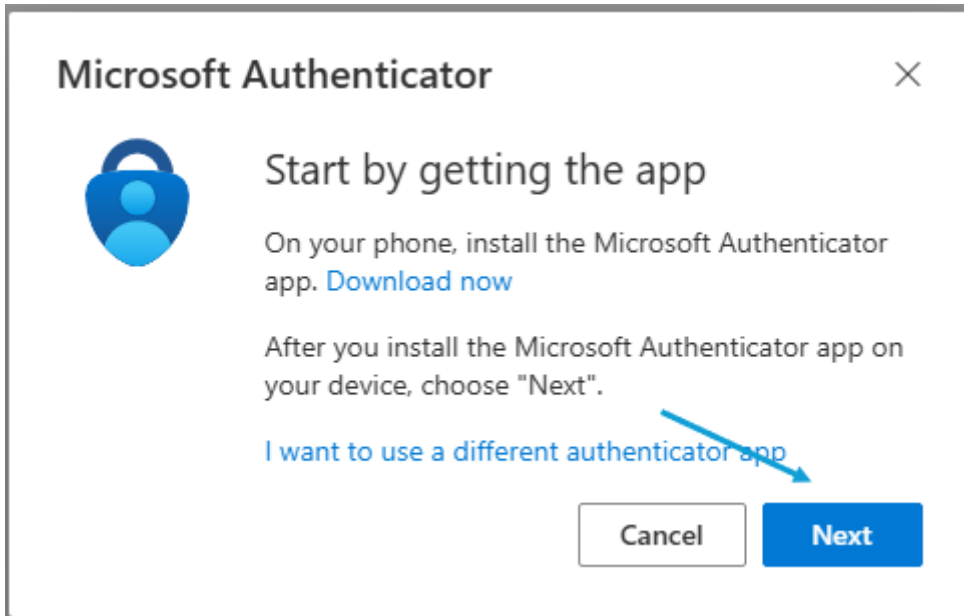 Microsoft Authenticator
Start by getting the app
On your phone, install the Microsoft Authenticator
app. Download now
After you install the Microsoft Authenticator app on
your device, choose "Next".
I want to use a different authenticator app
Cancel
Next